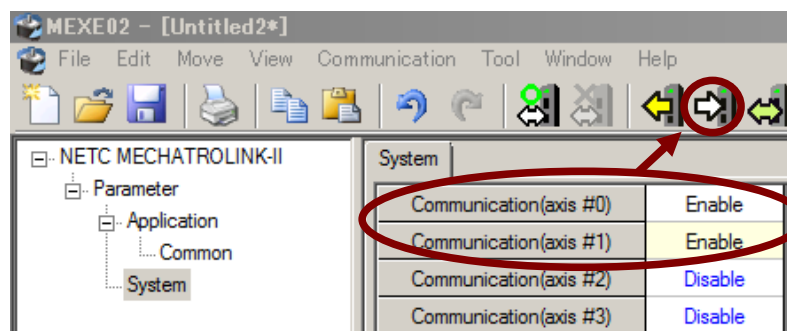 MEXE02 - [Untitled2*]
File Edit Move View Communication Tool Window Help
NETC MECHATROLINK-II
Parameter
Application
Common
System
System
Communication(axis #0) Enable
Communication(axis #1) Enable
Communication(axis #2) Disable
Communication(axis #3) Disable